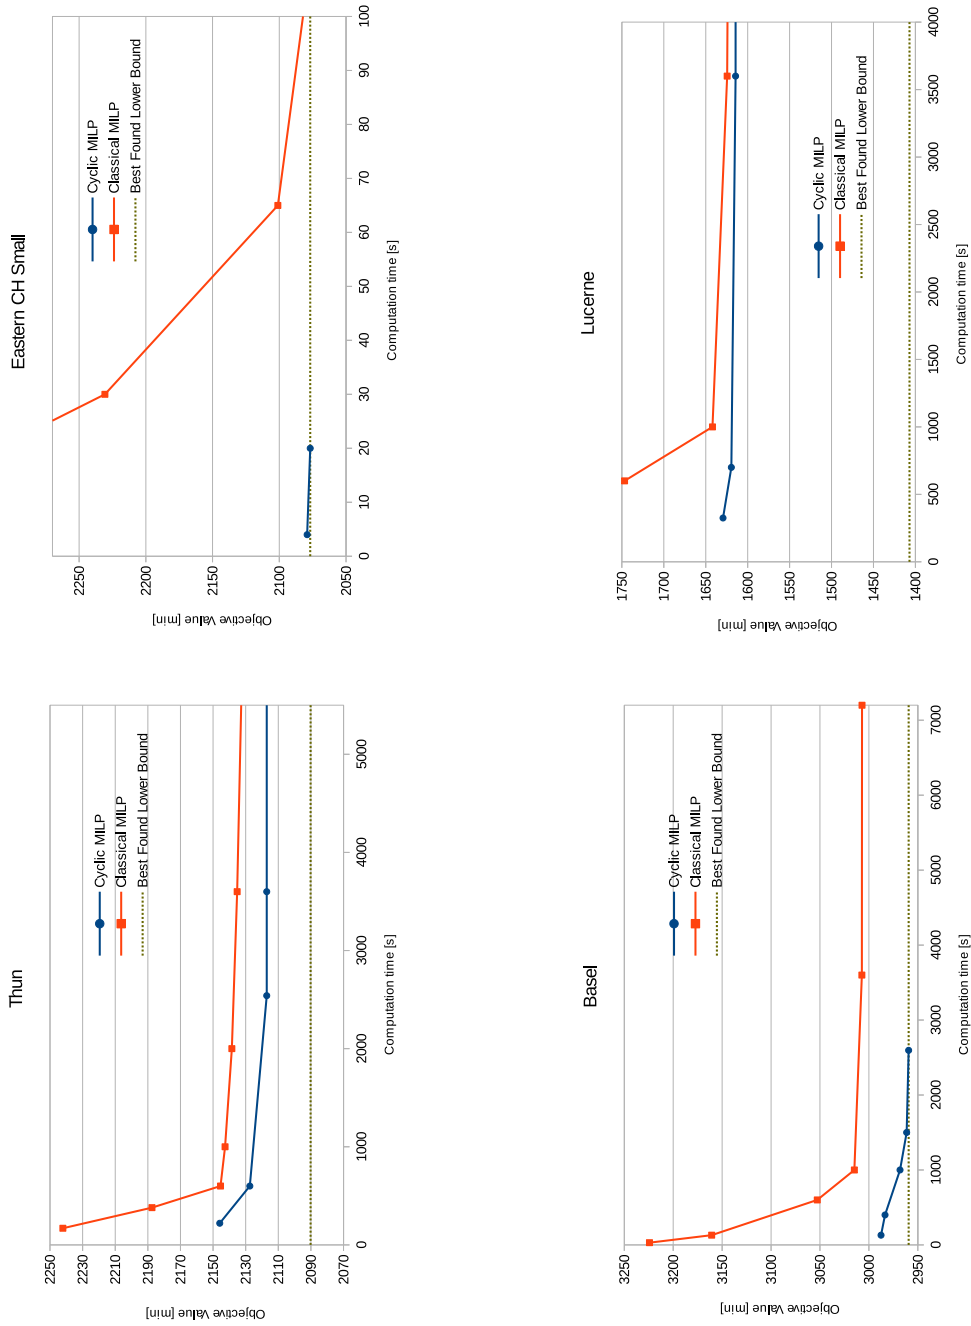 Thun
Objective Value [min]
2250
2230
2210
2190
2170
2150
2130
2110
2090
2070
0
1000
2000
3000
4000
5000
Computation time [s]
Cyclic MILP
Classical MILP
Best Found Lower Bound
Eastern CH Small
Objective Value [min]
2250
2200
2150
2100
2050
0
10
20
30
40
50
60
70
80
90
100
Computation time [s]
Cyclic MILP
Classical MILP
Best Found Lower Bound
Basel
Objective Value [min]
3250
3200
3150
3100
3050
3000
2950
0
1000
2000
3000
4000
5000
6000
7000
Computation time [s]
Cyclic MILP
Classical MILP
Best Found Lower Bound
Lucerne
Objective Value [min]
1750
1700
1650
1600
1550
1500
1450
1400
0
500
1000
1500
2000
2500
3000
3500
4000
Computation time [s]
Cyclic MILP
Classical MILP
Best Found Lower Bound